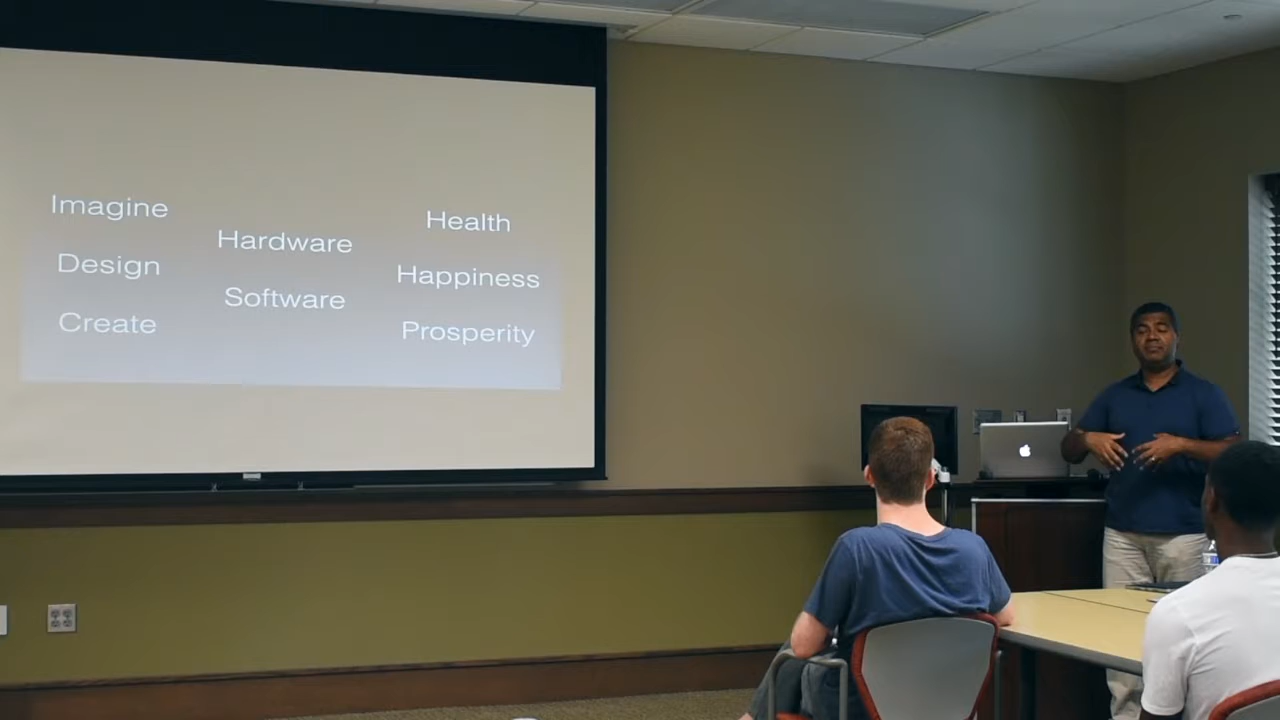 Imagine
Design
Create
Hardware
Software
Health
Happiness
Prosperity